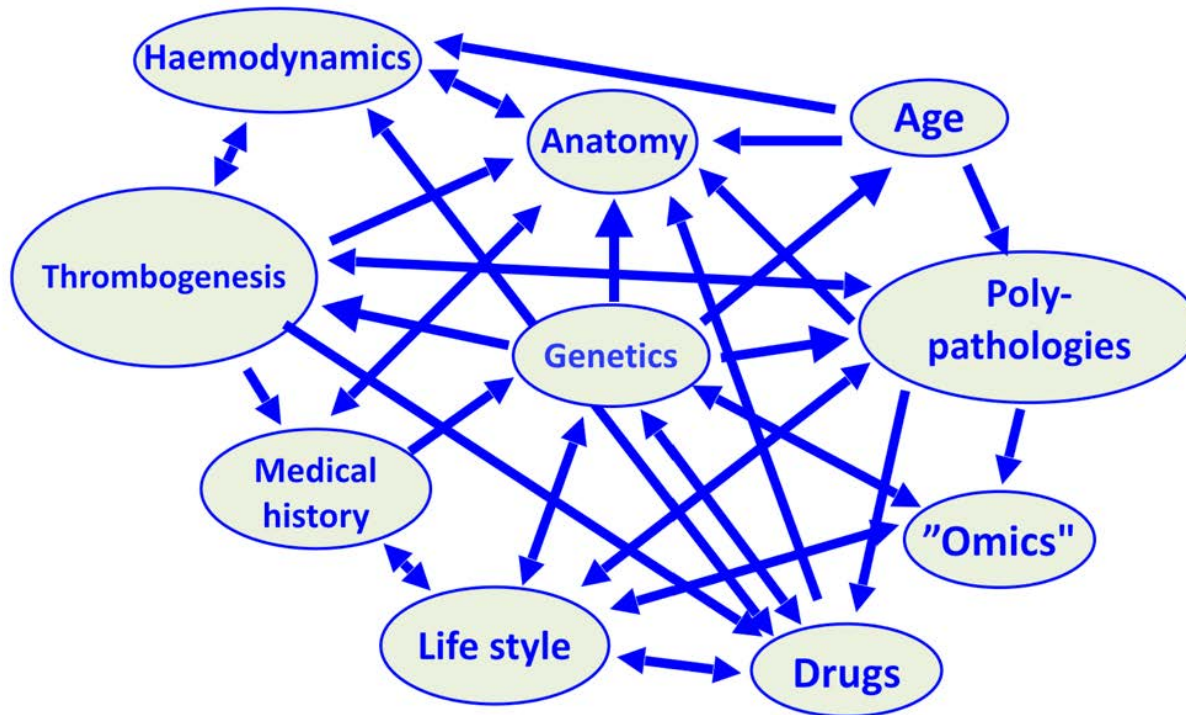 Haemodynamics
Age
Anatomy
Thrombogenesis
Poly-
pathologies
Genetics
Medical
history
”Omics"
Life style
Drugs